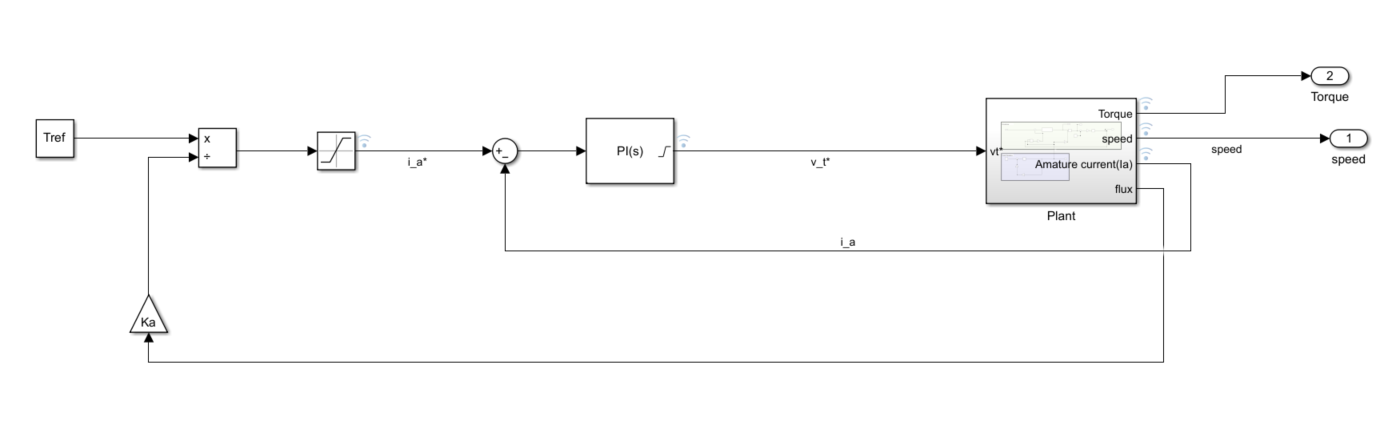 2
Torque
Tref
x
÷
i_a*
+
−
PI(s)
v_t*
vt*
Torque
speed
Amature current(Ia)
flux
Plant
speed
1
speed
i_a
Ka